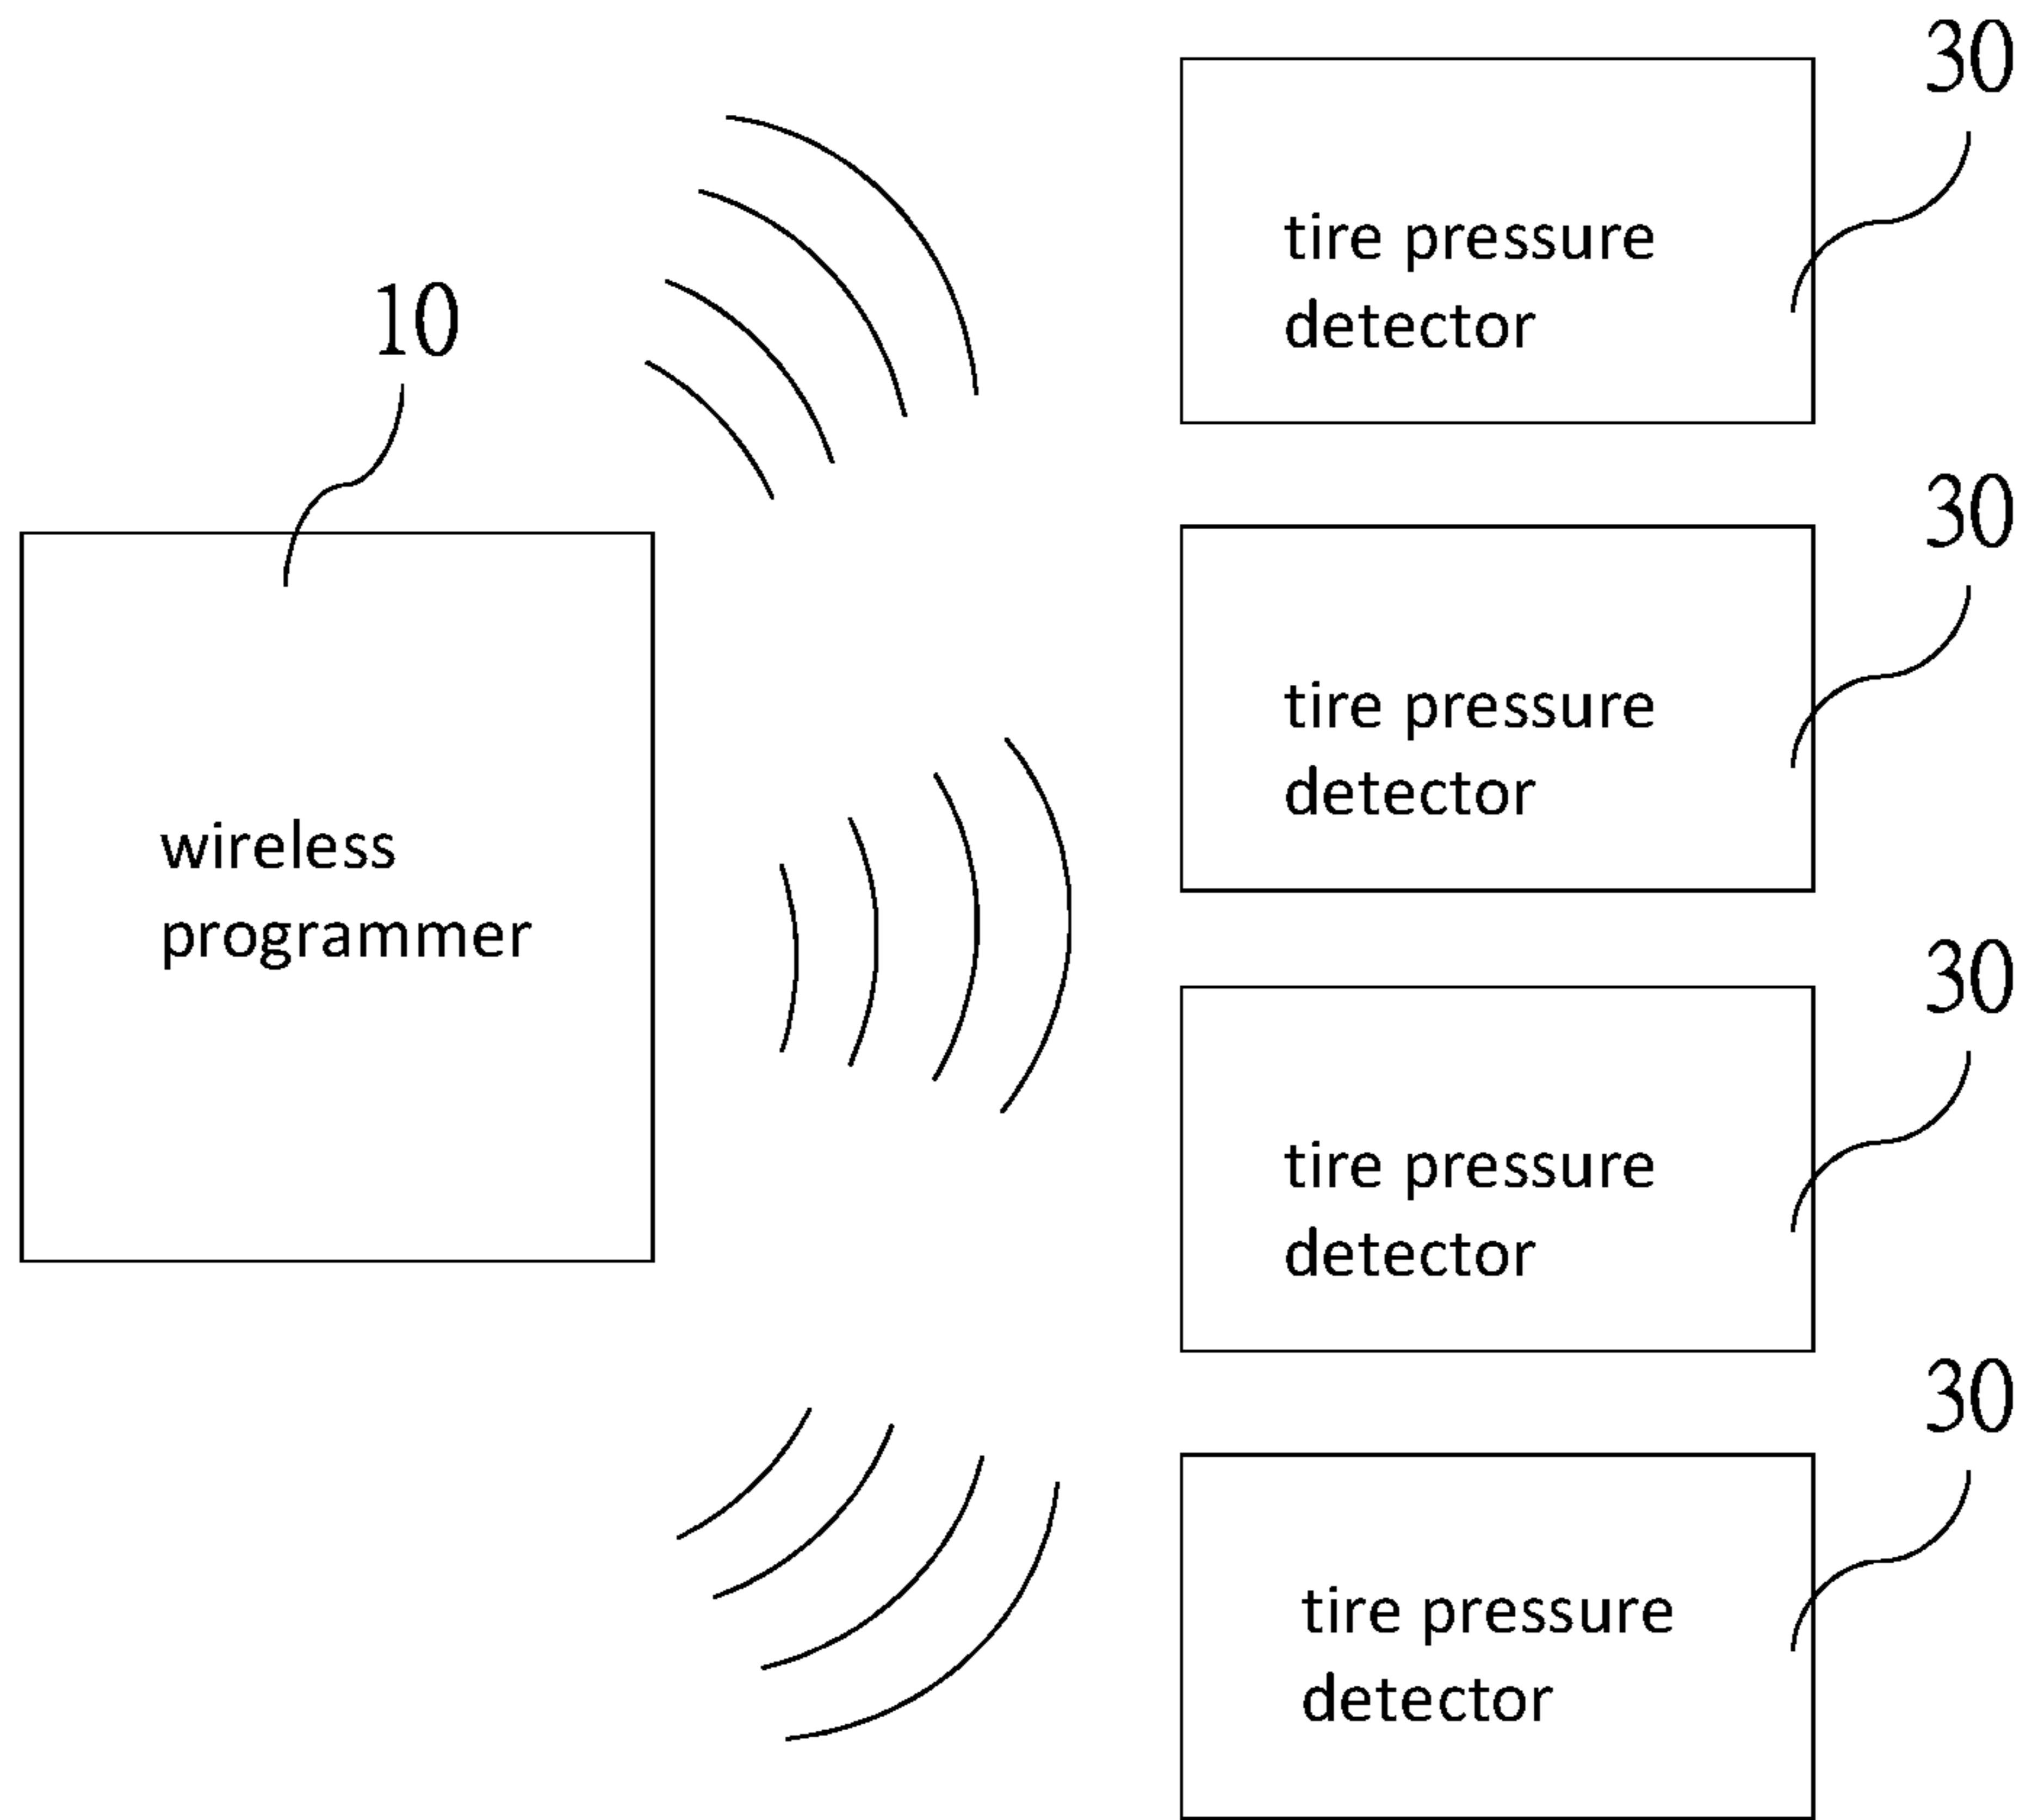 30
tire pressure
detector
10
30
tire pressure
detector
wireless
programmer
30
tire pressure
detector
30
tire pressure
detector